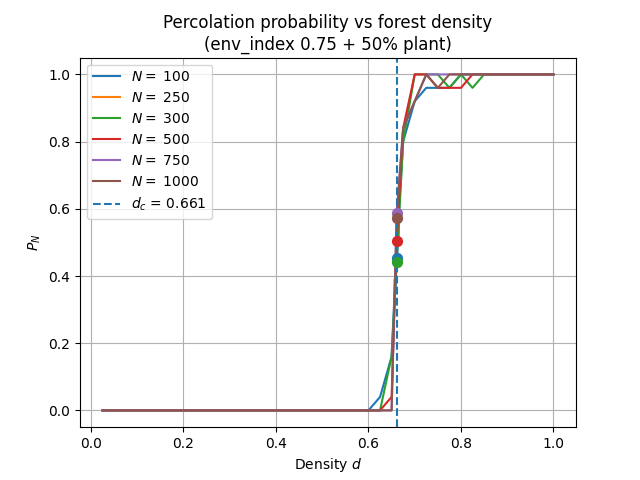 Percolation probability vs forest density
(env_index 0.75 + 50% plant)
1.0
0.8
0.6
0.4
0.2
0.0
P_N
N = 100
N = 250
N = 300
N = 500
N = 750
N = 1000
d_c = 0.661
0.0 0.2 0.4 0.6 0.8 1.0
Density d